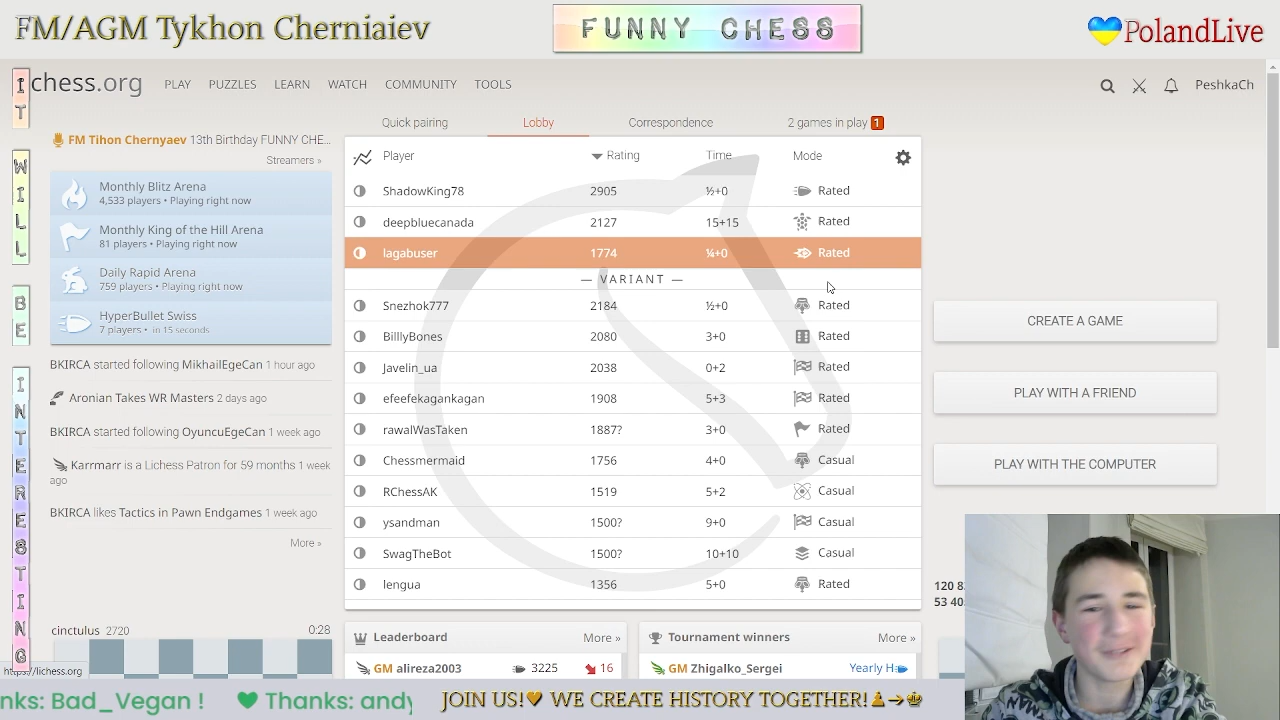 FM/AGM Tykhon Cherniaiev
FUNNY CHESS
PolandLive
IT
WILL
BE
INTERESTING
chess.org
PLAY PUZZLES LEARN WATCH COMMUNITY TOOLS
PeshkaCh
FM Tihon Chernyaev 13th Birthday FUNNY CHE...
Streamers »
Monthly Blitz Arena
4,533 players • Playing right now
Monthly King of the Hill Arena
81 players • Playing right now
Daily Rapid Arena
759 players • Playing right now
HyperBullet Swiss
7 players • in 15 seconds
BKIRCA started following MikhailEgeCan 1 hour ago
Aronian Takes WR Masters 2 days ago
BKIRCA started following OyuncuEgeCan 1 week ago
Karrmarr is a Lichess Patron for 59 months 1 week
ago
BKIRCA likes Tactics in Pawn Endgames 1 week ago
More »
cinctulus 2720 0:28
https://lichess.org
Quick pairing Lobby Correspondence 2 games in play 1
Player Rating Time Mode
ShadowKing78 2905 ½+0 Rated
deepbluecanada 2127 15+15 Rated
lagabuser 1774 ¼+0 Rated
— VARIANT —
Snezhok777 2184 ½+0 Rated
BilllyBones 2080 3+0 Rated
Javelin_ua 2038 0+2 Rated
efeefekagankagan 1908 5+3 Rated
rawalWasTaken 1887? 3+0 Rated
Chessmermaid 1756 4+0 Casual
RChessAK 1519 5+2 Casual
ysandman 1500? 9+0 Casual
SwagTheBot 1500? 10+10 Casual
lengua 1356 5+0 Rated
CREATE A GAME
PLAY WITH A FRIEND
PLAY WITH THE COMPUTER
120 8
53 40
Leaderboard More »
GM alireza2003 3225 16
Tournament winners More »
GM Zhigalko_Sergei Yearly H
nks: Bad_Vegan ! Thanks: andy
JOIN US! WE CREATE HISTORY TOGETHER!